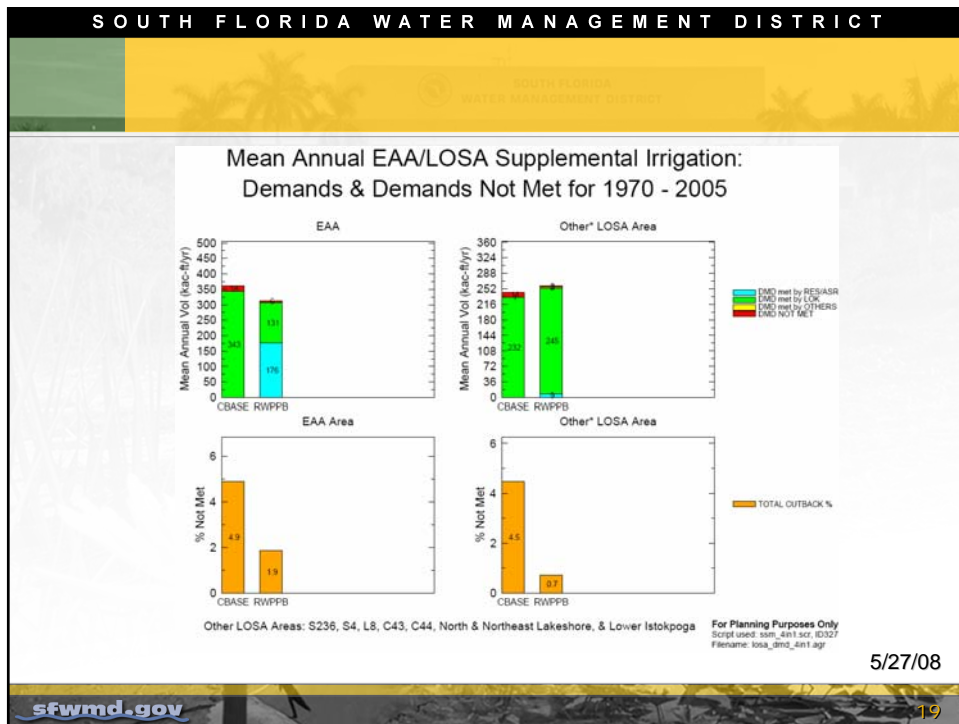 SOUTH FLORIDA WATER MANAGEMENT DISTRICT
SOUTH FLORIDA
WATER MANAGEMENT DISTRICT
Mean Annual EAA/LOSA Supplemental Irrigation:
Demands & Demands Not Met for 1970 - 2005
EAA
Mean Annual Vol (kac-ft/yr)
500
450
400
350
300
250
200
150
100
50
0
343
131
176
CBASE RWPPB
Other* LOSA Area
Mean Annual Vol (kac-ft/yr)
360
324
288
252
216
180
144
108
72
36
0
232
245
9
CBASE RWPPB
DMD met by RES/ASR
DMD met by LOK
DMD met by OTHERS
DMD NOT MET
EAA Area
% Not Met
6
4
2
0
4.9
1.9
CBASE RWPPB
Other* LOSA Area
% Not Met
6
4
2
0
4.5
0.7
CBASE RWPPB
TOTAL CUTBACK %
Other LOSA Areas: S236, S4, L8, C43, C44, North & Northeast Lakeshore, & Lower Istokpoga
For Planning Purposes Only
Script used: ssm_4in1.scr, ID327
Filename: losa_dmd_4in1.agr
5/27/08
sfwmd.gov
19